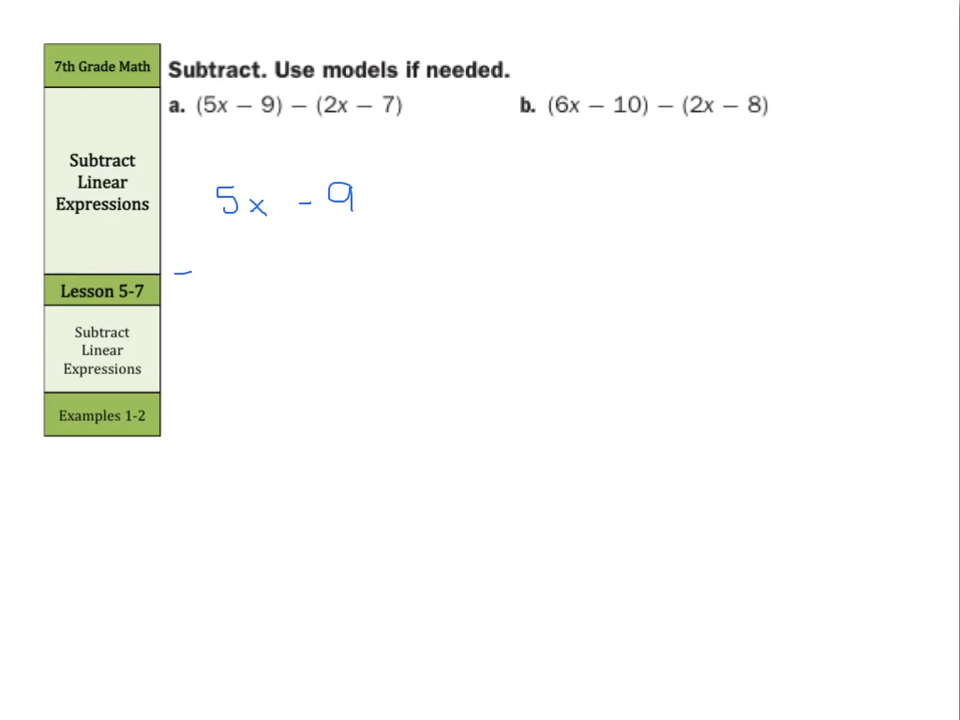 7th Grade Math
Subtract
Linear
Expressions
Lesson 5-7
Subtract
Linear
Expressions
Examples 1-2
Subtract. Use models if needed.
a. (5x − 9) − (2x − 7)
b. (6x − 10) − (2x − 8)
5x - 9
-